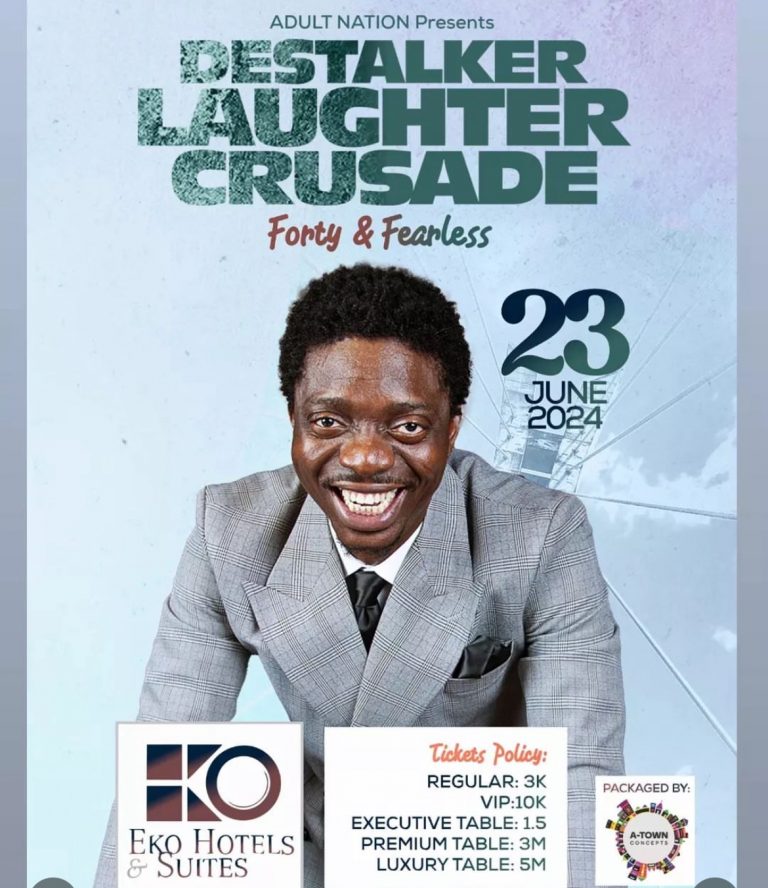 ADULT NATION Presents
DESTALKER
LAUGHTER
CRUSADE
Forty & Fearless
23
JUNE
2024
EKO
EKO HOTELS
& SUITES
Tickets Policy:
REGULAR: 3K
VIP:10K
EXECUTIVE TABLE: 1.5
PREMIUM TABLE: 3M
LUXURY TABLE: 5M
PACKAGED BY:
A-TOWN
CONCEPTS